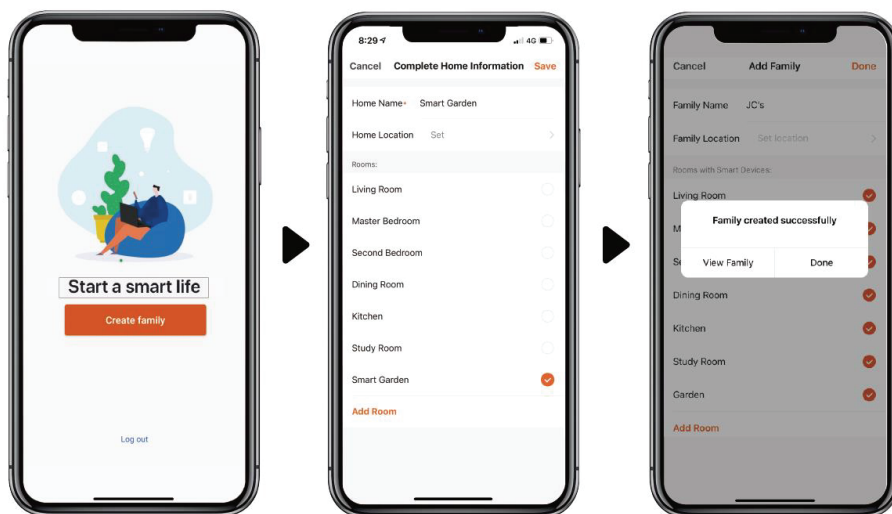 Start a smart life
Create family
Log out
8:29
4G
Cancel Complete Home Information Save
Home Name* Smart Garden
Home Location Set
Rooms:
Living Room
Master Bedroom
Second Bedroom
Dining Room
Kitchen
Study Room
Smart Garden
Add Room
Cancel Add Family Done
Family Name JC's
Family Location Set location
Rooms with Smart Devices:
Living Room
Family created successfully
View Family Done
Dining Room
Kitchen
Study Room
Garden
Add Room